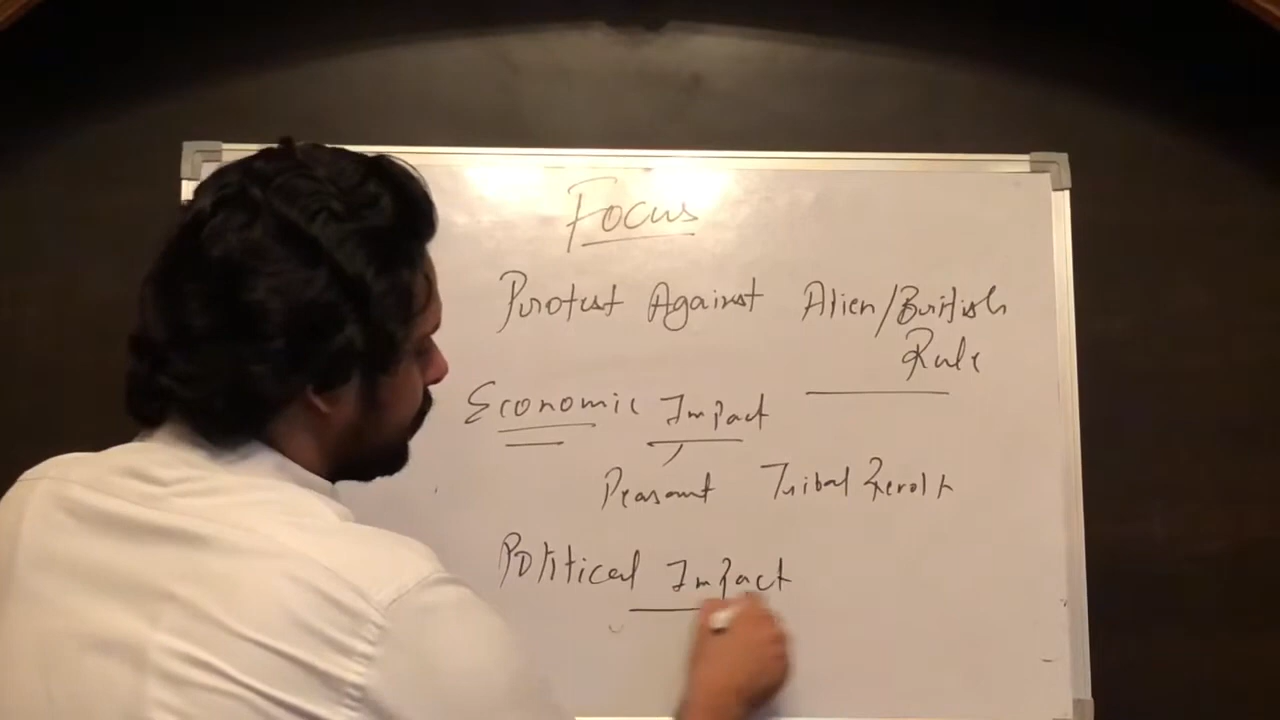 Focus
Protest Against Alien/British
Rule
Economic Impact
Peasant Tribal Revolt
Political Impact